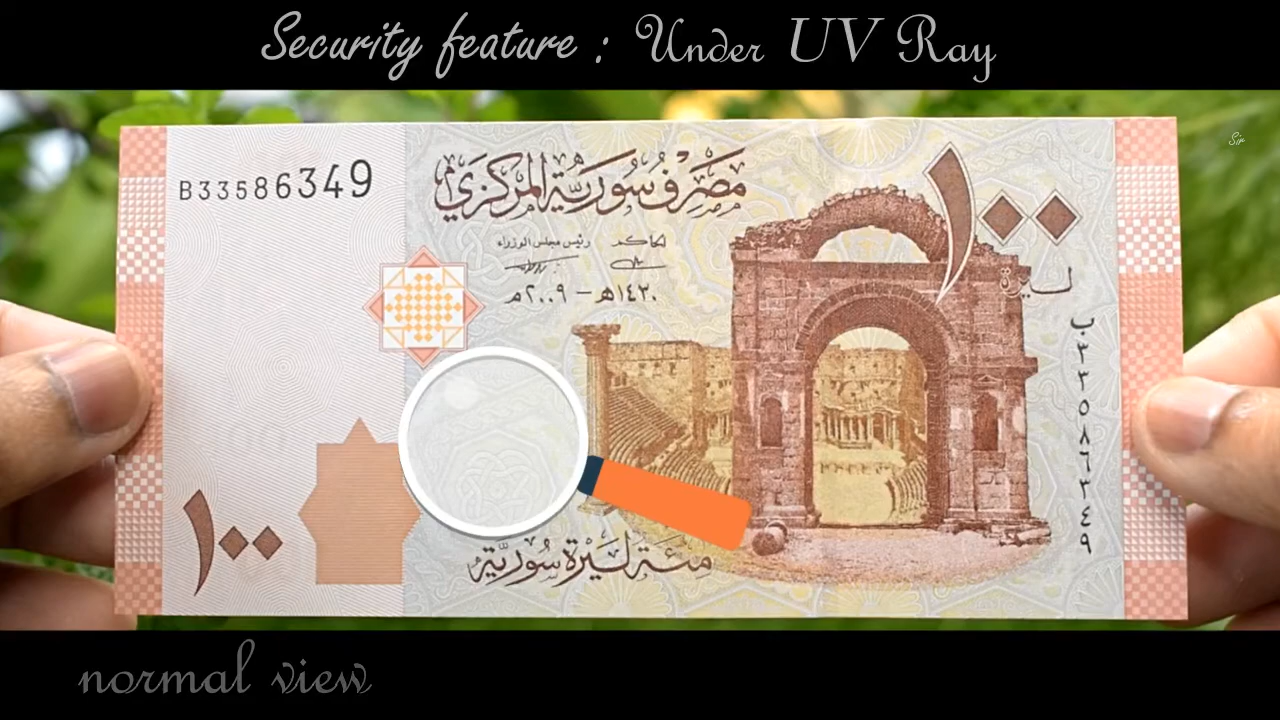 Security feature : Under UV Ray
Sir
B33586349
مصرف سورية المركزي
الحاكم رئيس مجلس الوزراء
١٤٣٠هـ – ٢٠٠٩م
١٠٠
ليرة
ب ٣٣٥٨٦٣٤٩
١٠٠
مئة ليرة سورية
normal view